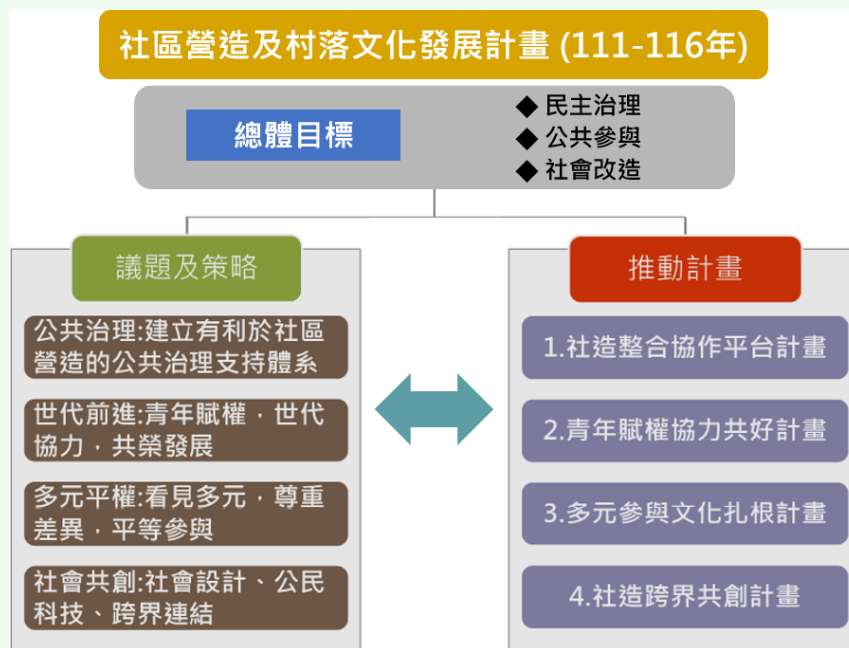 社區營造及村落文化發展計畫 (111-116年)
總體目標
◆ 民主治理
◆ 公共參與
◆ 社會改造
議題及策略
公共治理:建立有利於社區
營造的公共治理支持體系
世代前進:青年賦權，世代
協力，共榮發展
多元平權:看見多元，尊重
差異，平等參與
社會共創:社會設計、公民
科技、跨界連結
推動計畫
1.社造整合協作平台計畫
2.青年賦權協力共好計畫
3.多元參與文化扎根計畫
4.社造跨界共創計畫